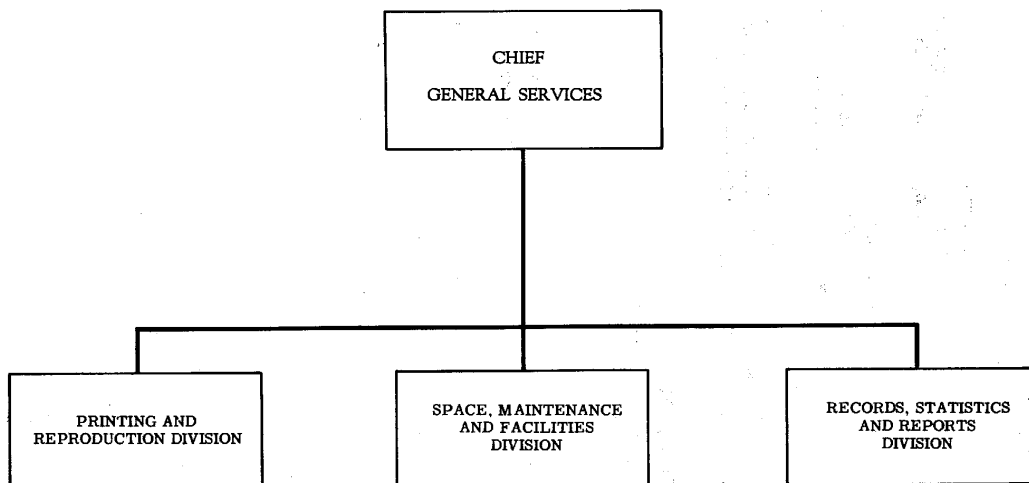 CHIEF
GENERAL SERVICES
PRINTING AND
REPRODUCTION DIVISION
SPACE, MAINTENANCE
AND FACILITIES
DIVISION
RECORDS, STATISTICS
AND REPORTS
DIVISION